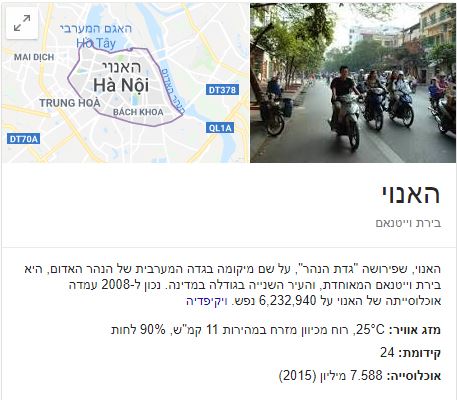 האגם המערבי
Hồ Tây
MAI DỊCH
האנוי
Hà Nội
הנהר האדום
TRUNG HOÀ
BÁCH KHOA
DT378
QL1A
DT70A
האנוי
בירת וייטנאם
האנוי, שפירושה "גדת הנהר", על שם מיקומה בגדה המערבית של הנהר האדום, היא
בירת וייטנאם המאוחדת, והעיר השנייה בגודלה במדינה. נכון ל-2008 עמדה
אוכלוסייתה של האנוי על 6,232,940 נפש. ויקיפדיה
מזג אוויר: 25°C, רוח מכיוון מזרח במהירות 11 קמ"ש, 90% לחות
קידומת: 24
אוכלוסייה: 7.588 מיליון (2015)